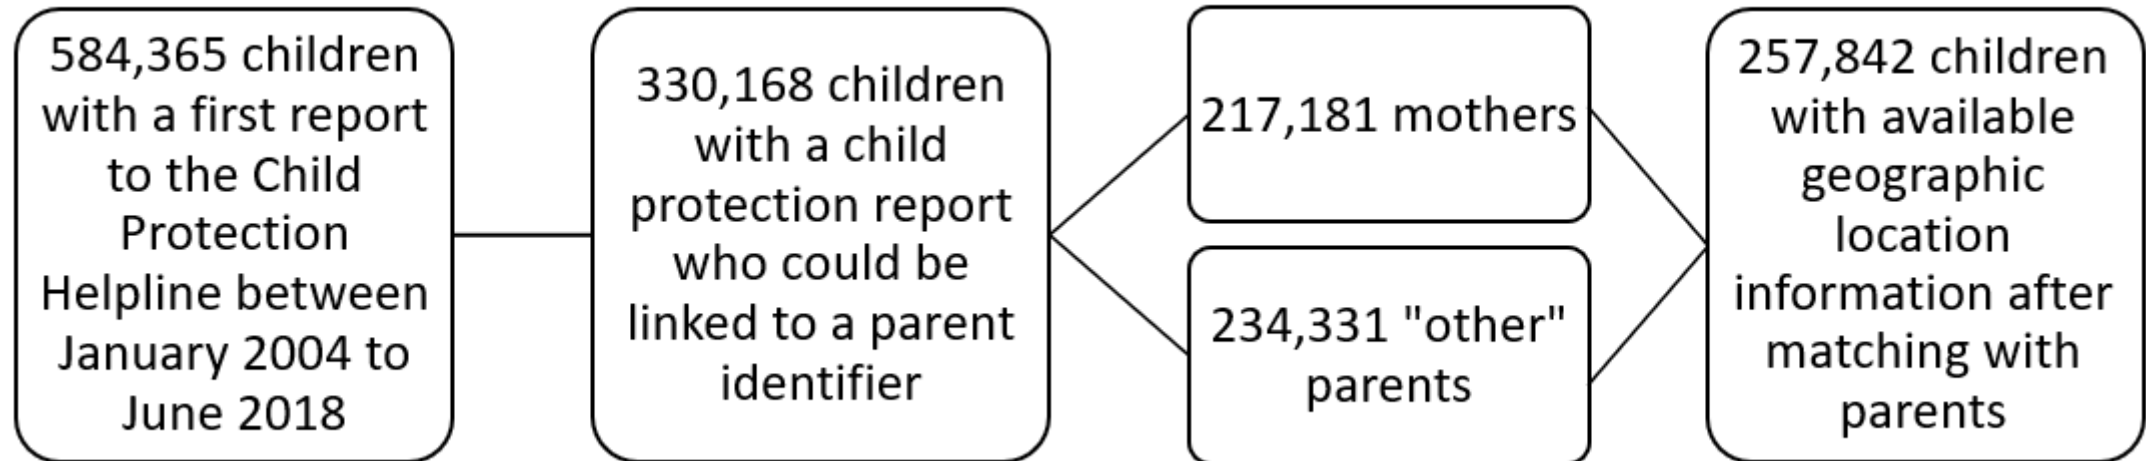 584,365 children
with a first report
to the Child
Protection
Helpline between
January 2004 to
June 2018
330,168 children
with a child
protection report
who could be
linked to a parent
identifier
217,181 mothers
234,331 "other"
parents
257,842 children
with available
geographic
location
information after
matching with
parents